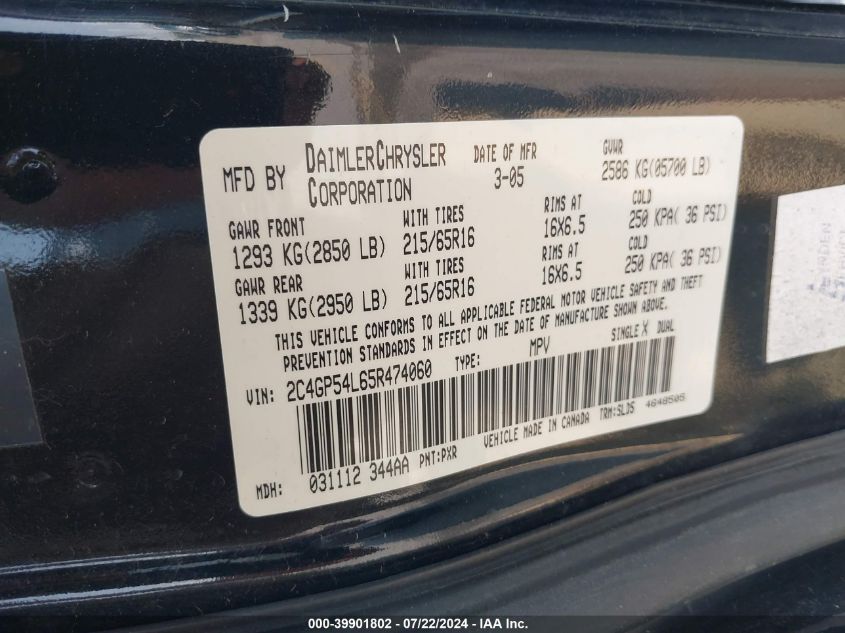 MFD BY DAIMLERCHRYSLER CORPORATION DATE OF MFR 3-05 GVWR 2586 KG(05700 LB)
GAWR FRONT WITH TIRES RIMS AT COLD
1293 KG(2850 LB) 215/65R16 16X6.5 250 KPA( 36 PSI)
GAWR REAR WITH TIRES RIMS AT COLD
1339 KG(2950 LB) 215/65R16 16X6.5 250 KPA( 36 PSI)
THIS VEHICLE CONFORMS TO ALL APPLICABLE FEDERAL MOTOR VEHICLE SAFETY AND THEFT
PREVENTION STANDARDS IN EFFECT ON THE DATE OF MANUFACTURE SHOWN ABOVE.
VIN: 2C4GP54L65R474060 TYPE: MPV SINGLE X DUAL
VEHICLE MADE IN CANADA TRM:SLD5 4648505
MDH: 031112 344AA PNT:PXR
000-39901802 - 07/22/2024 - IAA Inc.